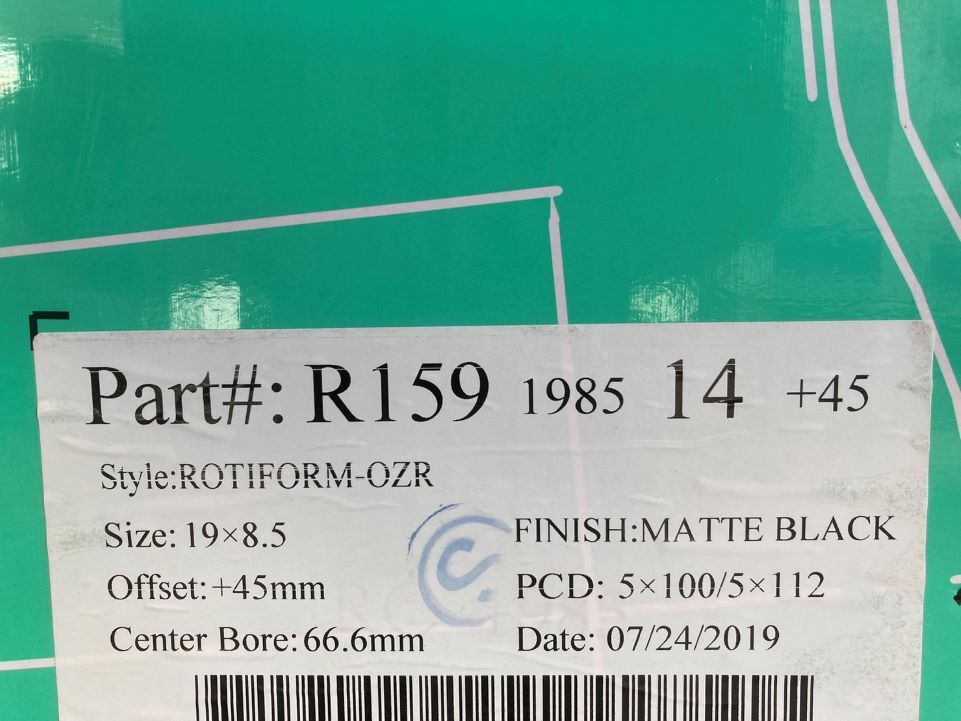 Part#: R159 1985 14 +45
Style:ROTIFORM-OZR
Size: 19×8.5 FINISH:MATTE BLACK
Offset:+45mm PCD: 5×100/5×112
Center Bore:66.6mm Date: 07/24/2019